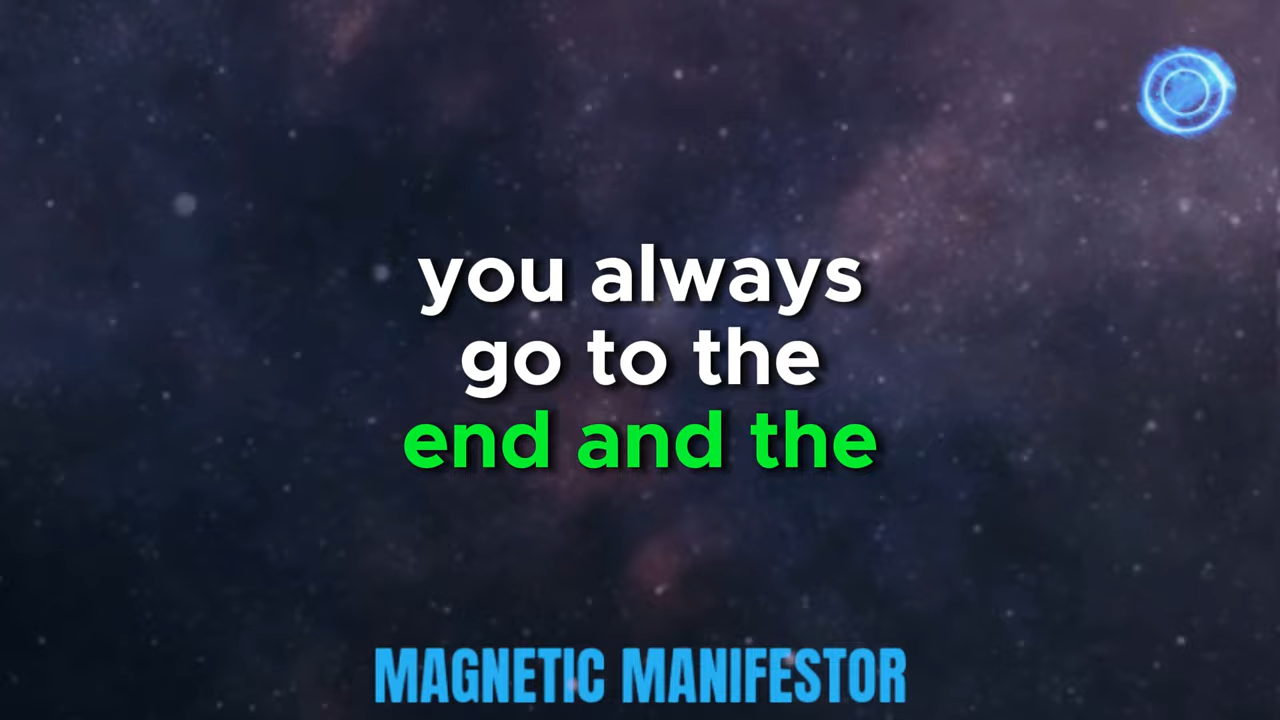 you always
go to the
end and the
MAGNETIC MANIFESTOR